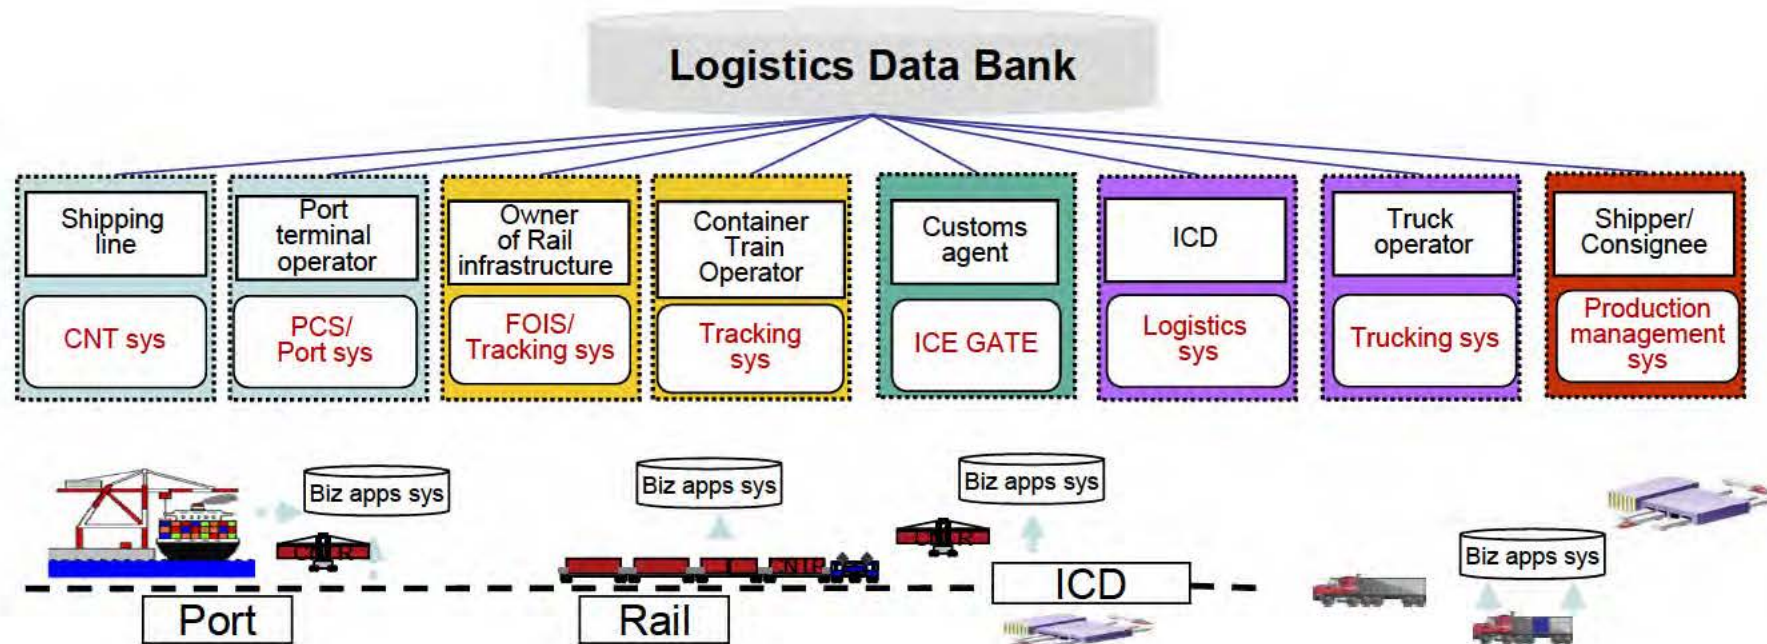 Logistics Data Bank
Shipping
line
Port
terminal
operator
Owner
of Rail
infrastructure
Container
Train
Operator
Customs
agent
ICD
Truck
operator
Shipper/
Consignee
CNT sys
PCS/
Port sys
FOIS/
Tracking sys
Tracking
sys
ICE GATE
Logistics
sys
Trucking sys
Production
management
sys
Biz apps sys
Biz apps sys
Biz apps sys
Biz apps sys
Port
Rail
ICD